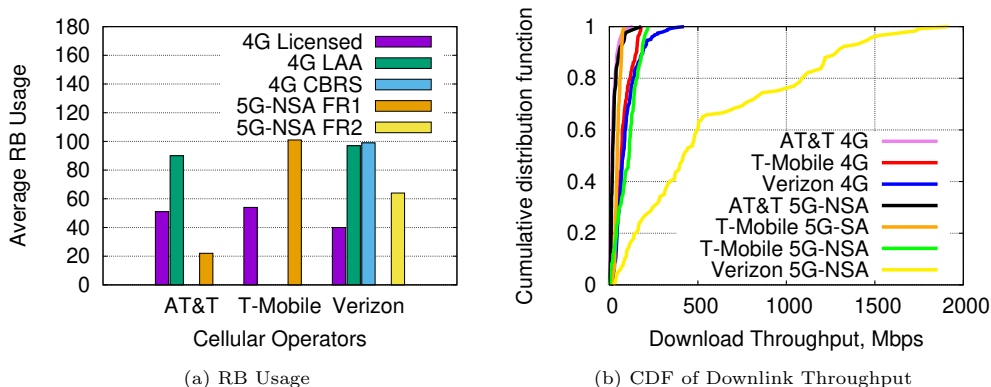 180
160
140
120
100
80
60
40
20
0
Average RB Usage
4G Licensed
4G LAA
4G CBRS
5G-NSA FR1
5G-NSA FR2
AT&T T-Mobile Verizon
Cellular Operators
(a) RB Usage
1
0.8
0.6
0.4
0.2
0
Cumulative distribution function
AT&T 4G
T-Mobile 4G
Verizon 4G
AT&T 5G-NSA
T-Mobile 5G-SA
T-Mobile 5G-NSA
Verizon 5G-NSA
0 500 1000 1500 2000
Download Throughput, Mbps
(b) CDF of Downlink Throughput